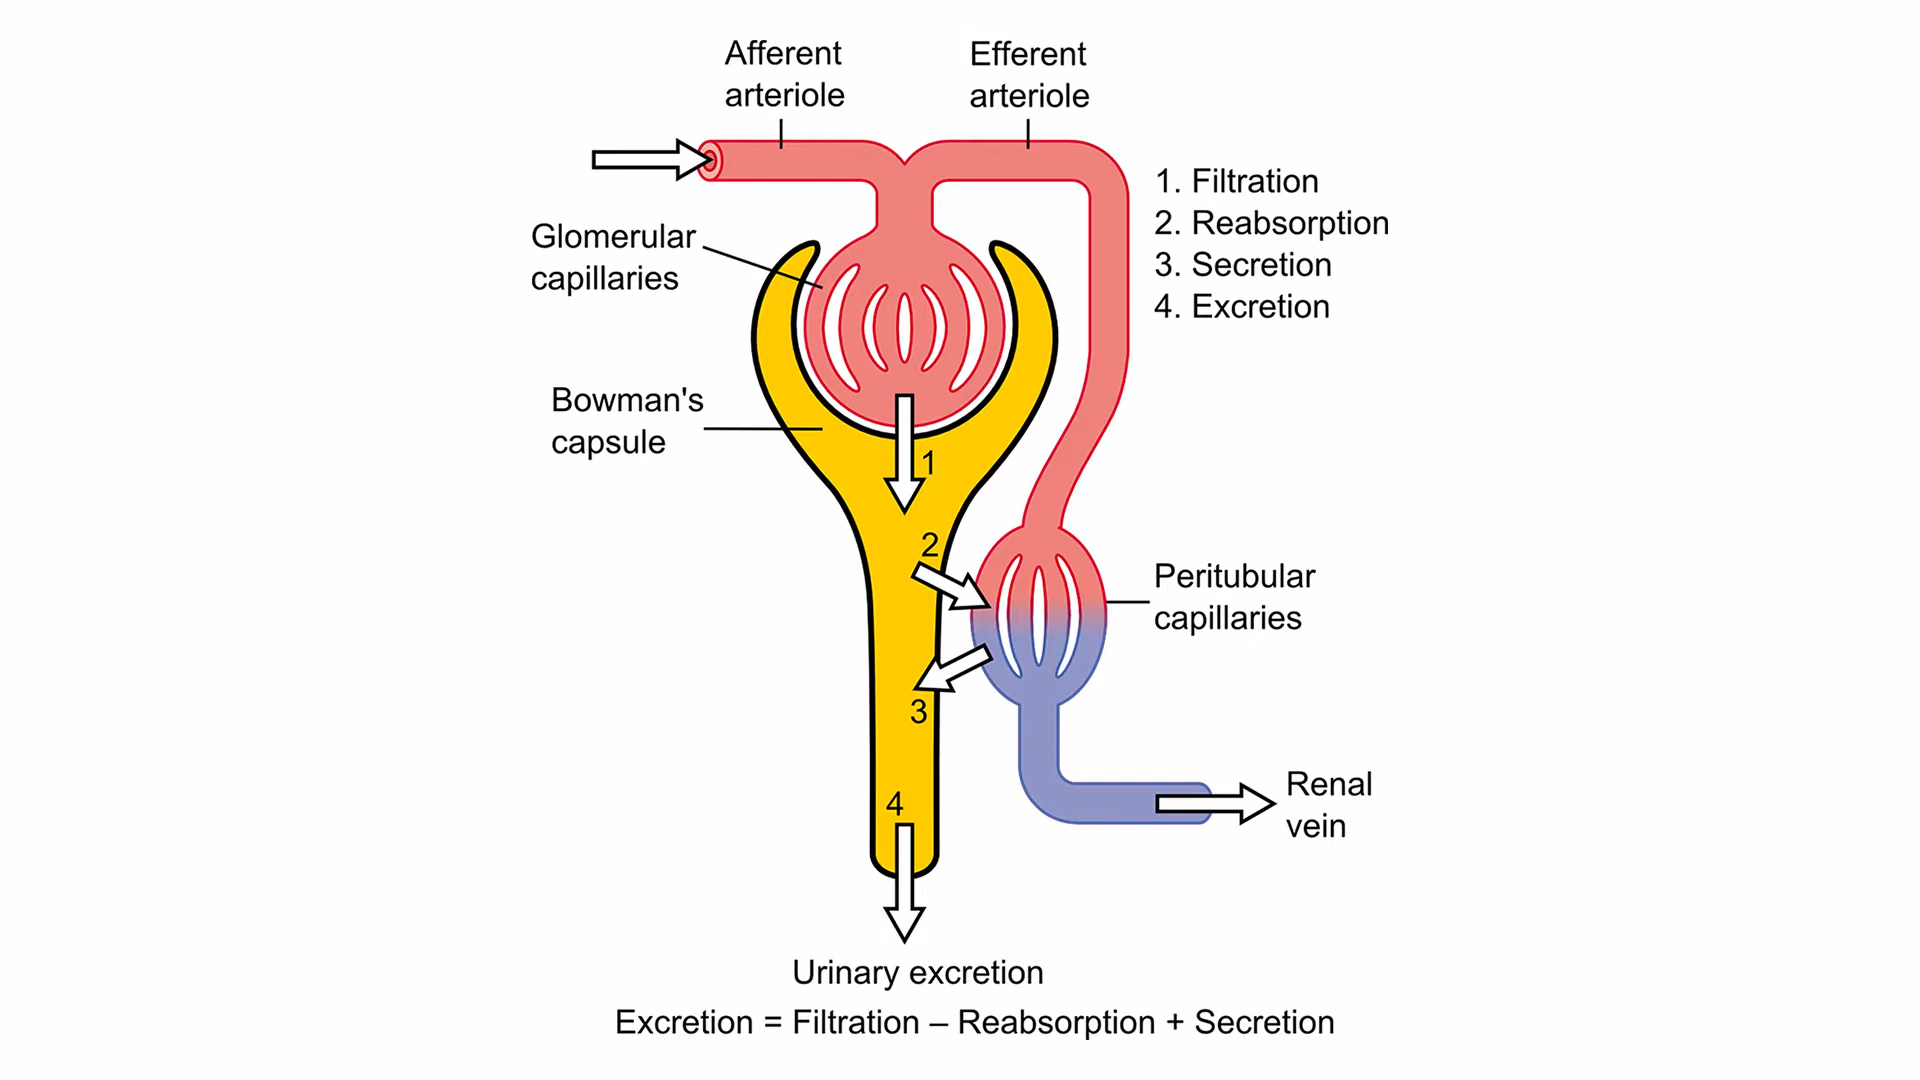 Afferent
arteriole
Efferent
arteriole
1. Filtration
2. Reabsorption
3. Secretion
4. Excretion
Glomerular
capillaries
Bowman's
capsule
1
2
Peritubular
capillaries
3
4
Renal
vein
Urinary excretion
Excretion = Filtration – Reabsorption + Secretion